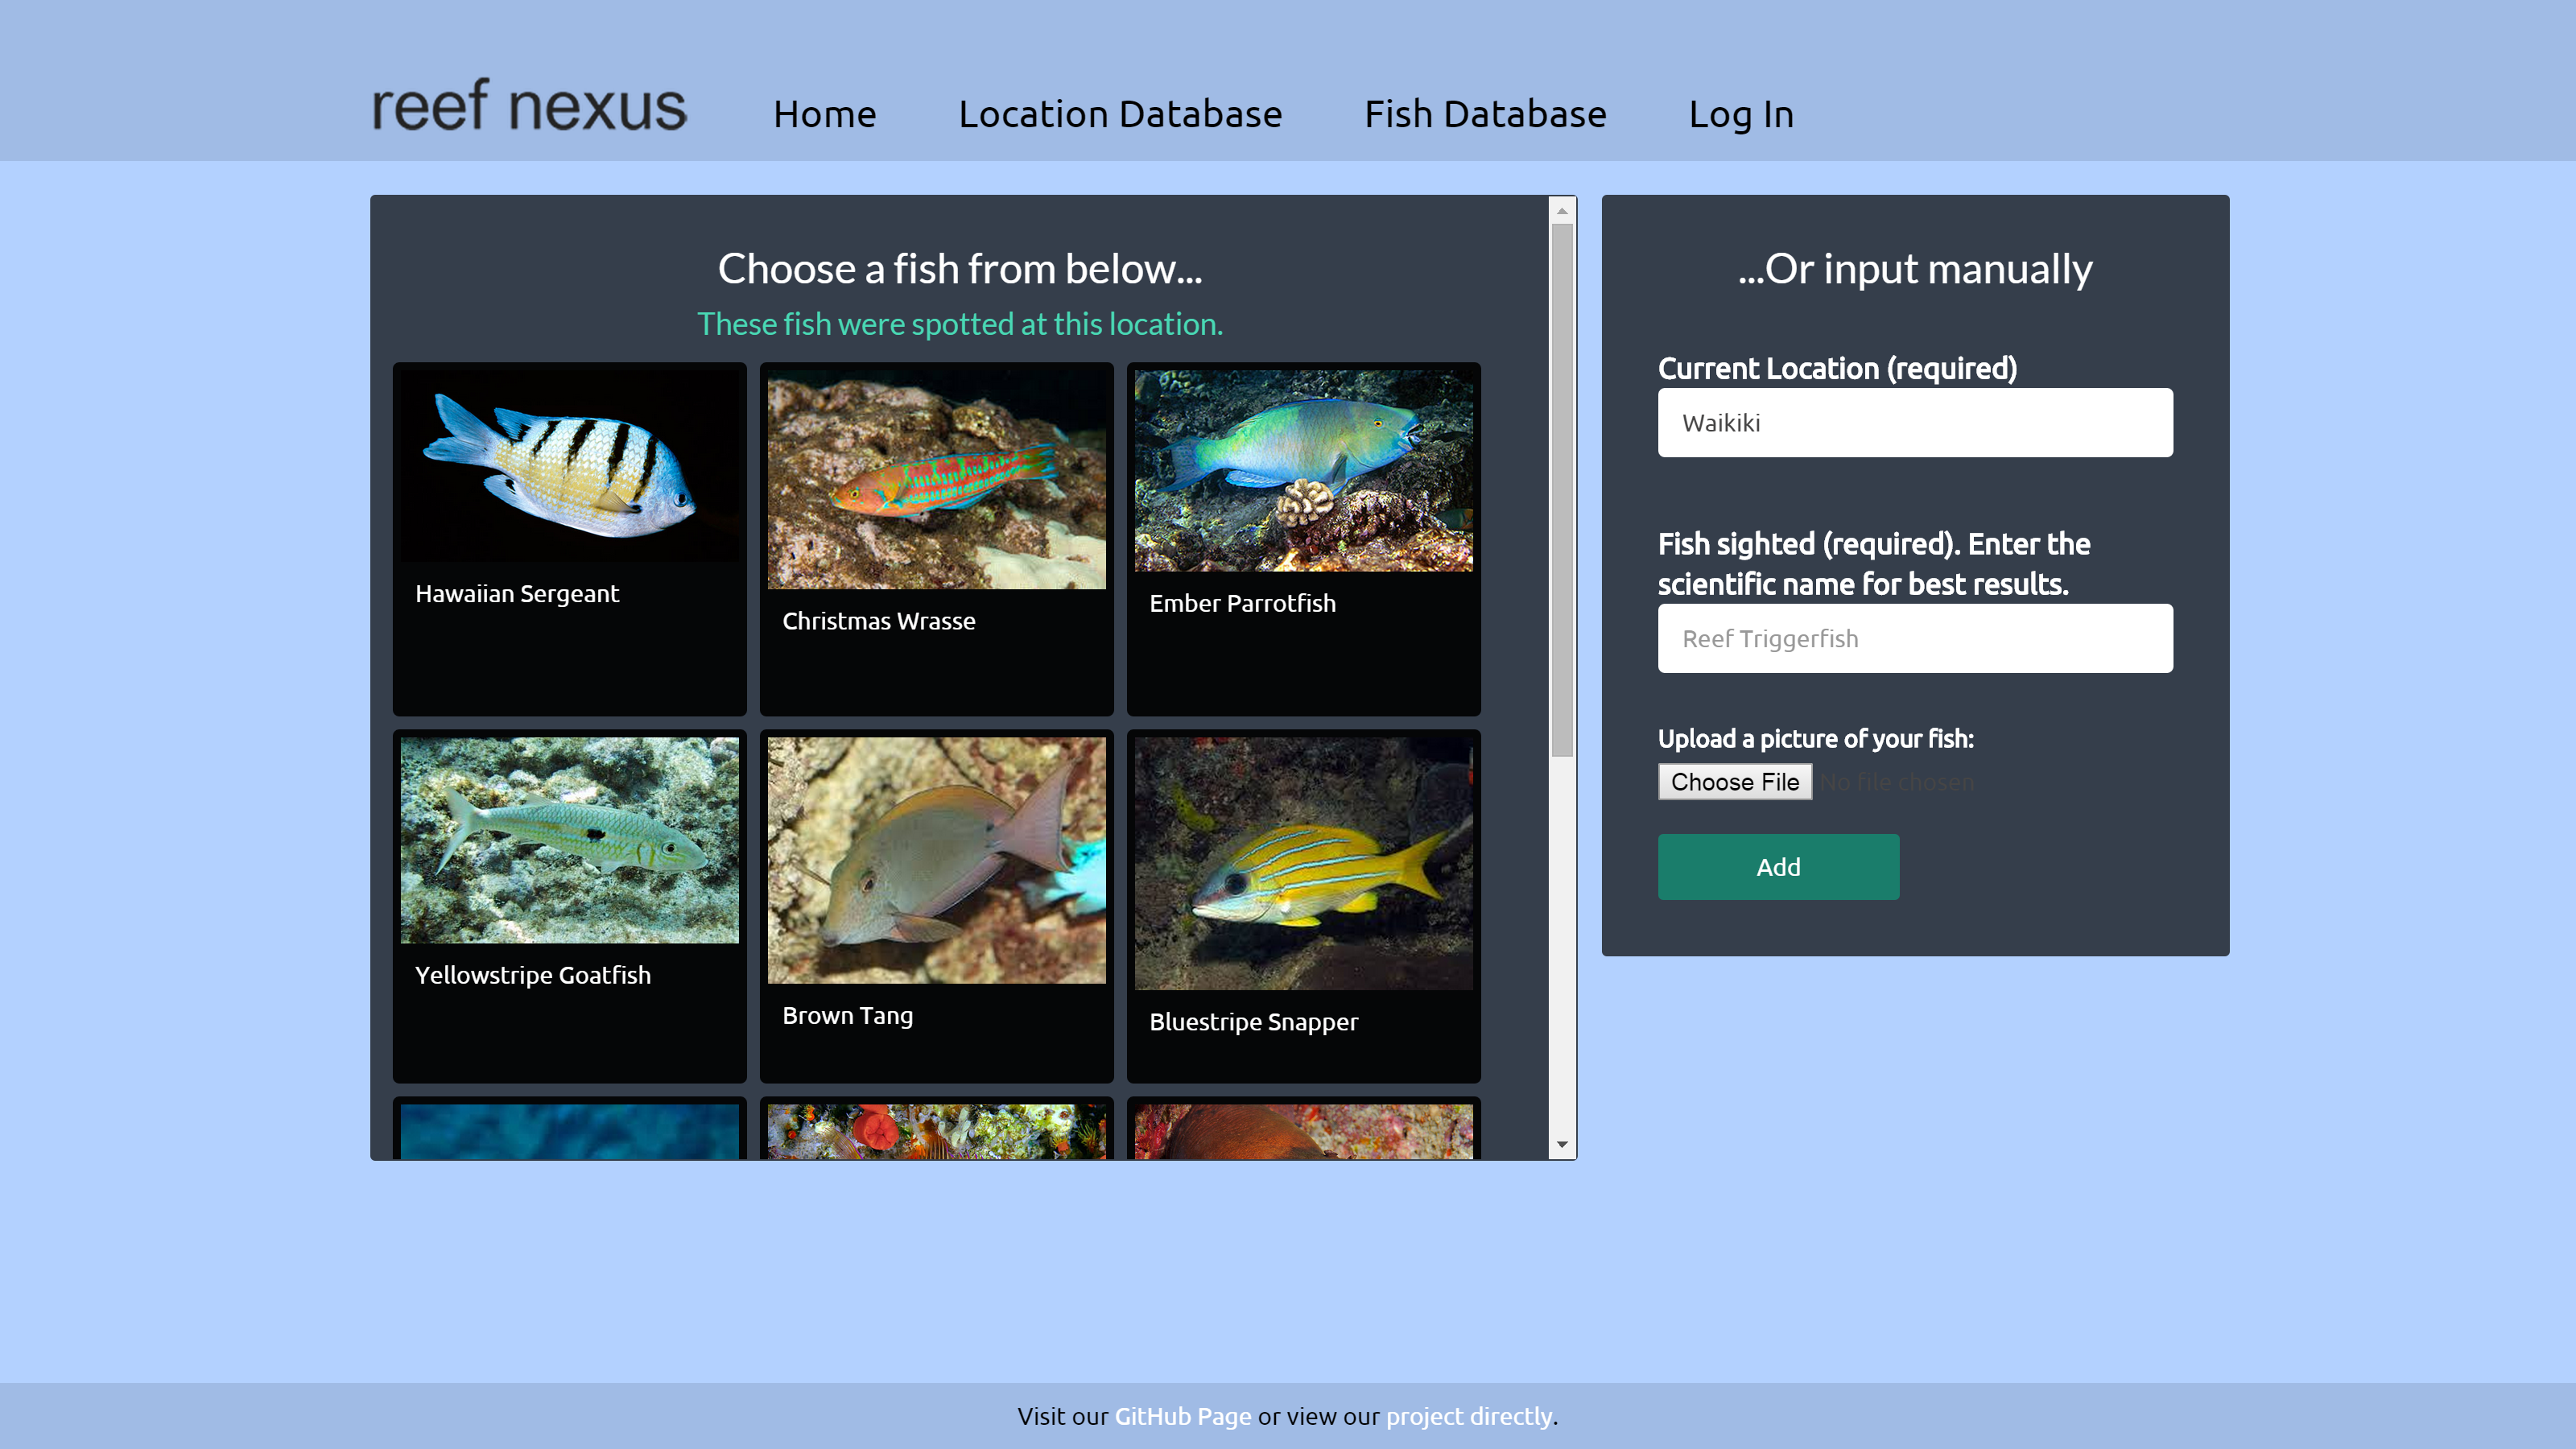 reef nexus
Home
Location Database
Fish Database
Log In
Choose a fish from below...
These fish were spotted at this location.
Hawaiian Sergeant
Christmas Wrasse
Ember Parrotfish
Yellowstripe Goatfish
Brown Tang
Bluestripe Snapper
...Or input manually
Current Location (required)
Waikiki
Fish sighted (required). Enter the
scientific name for best results.
Reef Triggerfish
Upload a picture of your fish:
Choose File No file chosen
Add
Visit our GitHub Page or view our project directly.